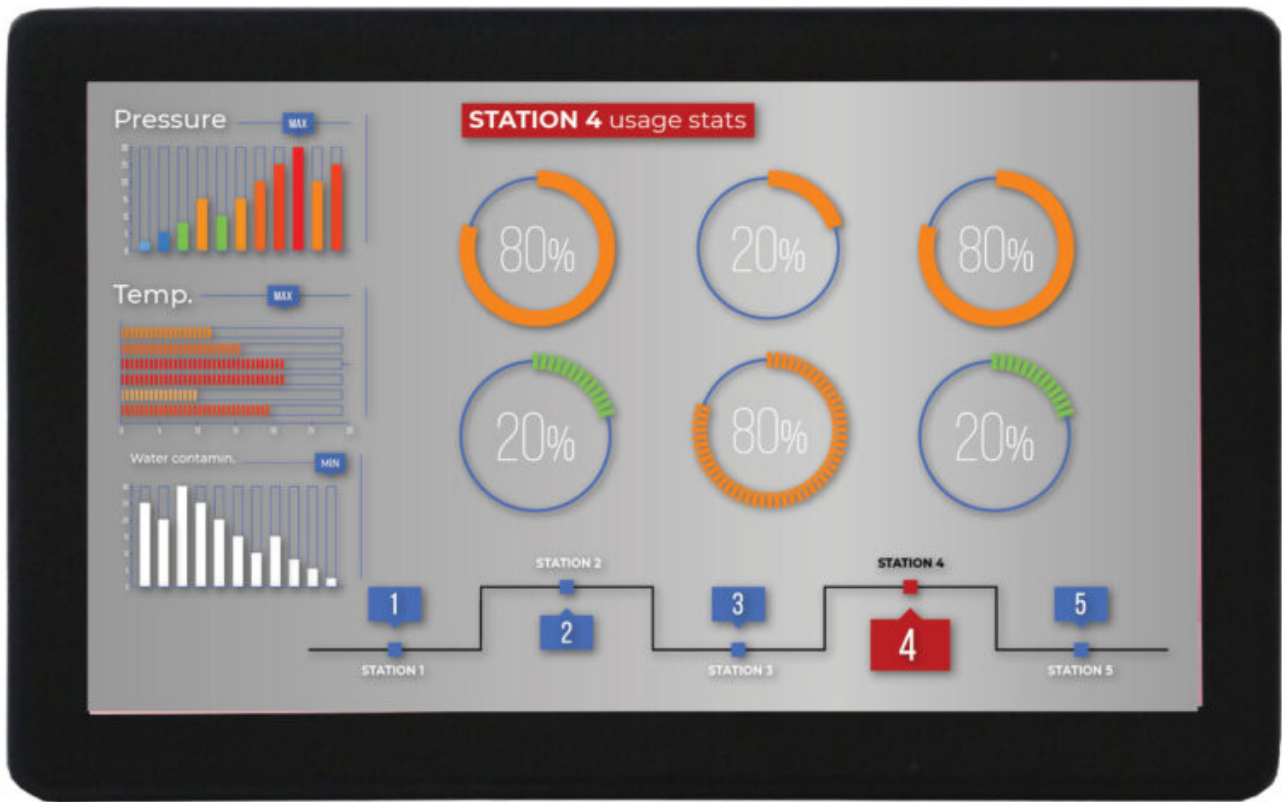 Pressure
MAX
STATION 4 usage stats
80%
20%
80%
Temp.
MAX
20%
80%
20%
Water contamin.
MIN
STATION 2
STATION 4
1
3
5
2
4
STATION 1
STATION 3
STATION 5